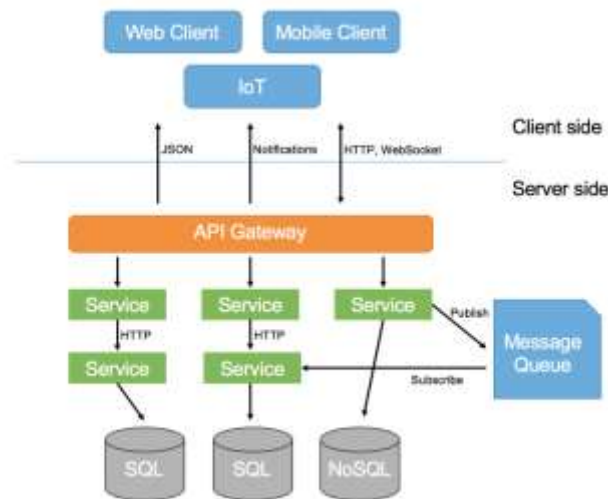 Web Client
Mobile Client
IoT
Client side
JSON
Notifications
HTTP, WebSocket
Server side
API Gateway
Service
Service
Service
Publish
HTTP
HTTP
Message
Queue
Service
Service
Subscribe
SQL
SQL
NoSQL